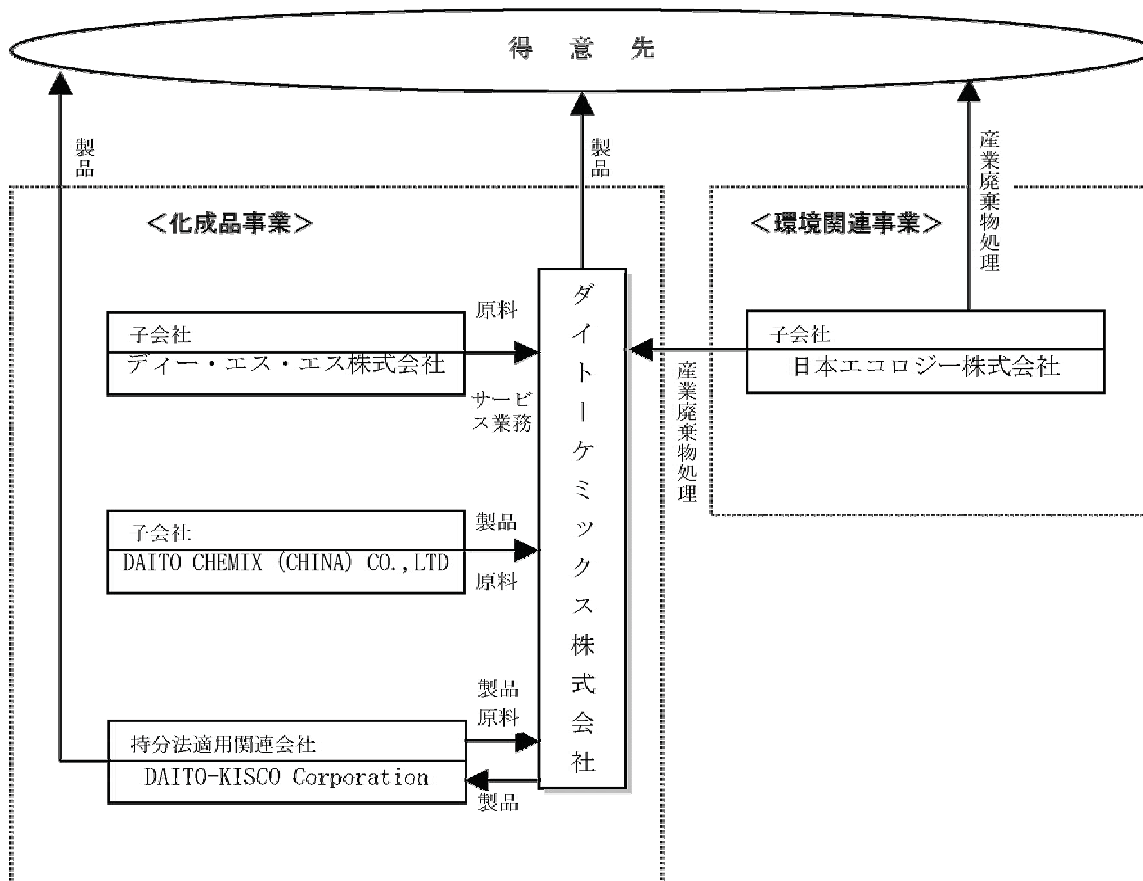 得意先
製品
製品
産業廃棄物処理
＜化成品事業＞
＜環境関連事業＞
子会社
ディー・エス・エス株式会社
原料
サービ
ス業務
ダイトーケミックス株式会社
産業廃棄物処理
子会社
日本エコロジー株式会社
子会社
DAITO CHEMIX (CHINA) CO.,LTD
製品
原料
持分法適用関連会社
DAITO-KISCO Corporation
製品
原料
製品